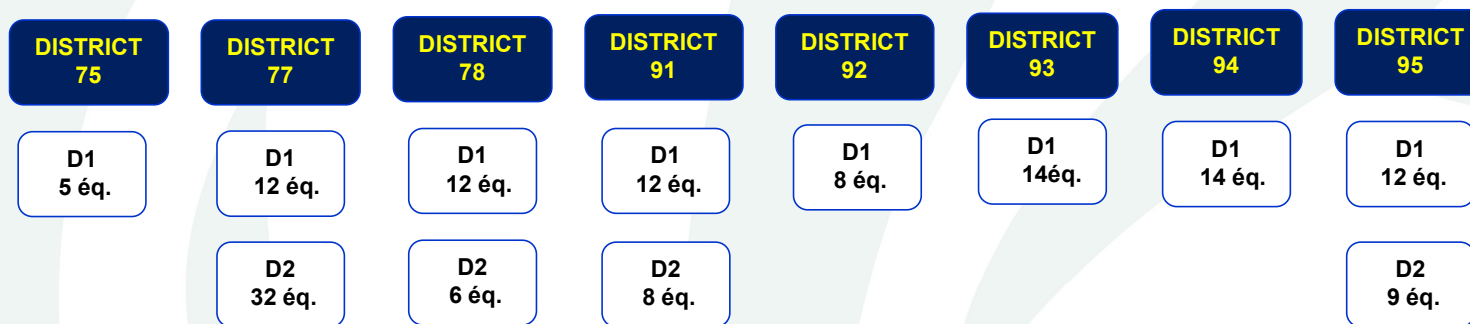 DISTRICT
75
DISTRICT
77
DISTRICT
78
DISTRICT
91
DISTRICT
92
DISTRICT
93
DISTRICT
94
DISTRICT
95
D1
5 éq.
D1
12 éq.
D1
12 éq.
D1
12 éq.
D1
8 éq.
D1
14éq.
D1
14 éq.
D1
12 éq.
D2
32 éq.
D2
6 éq.
D2
8 éq.
D2
9 éq.